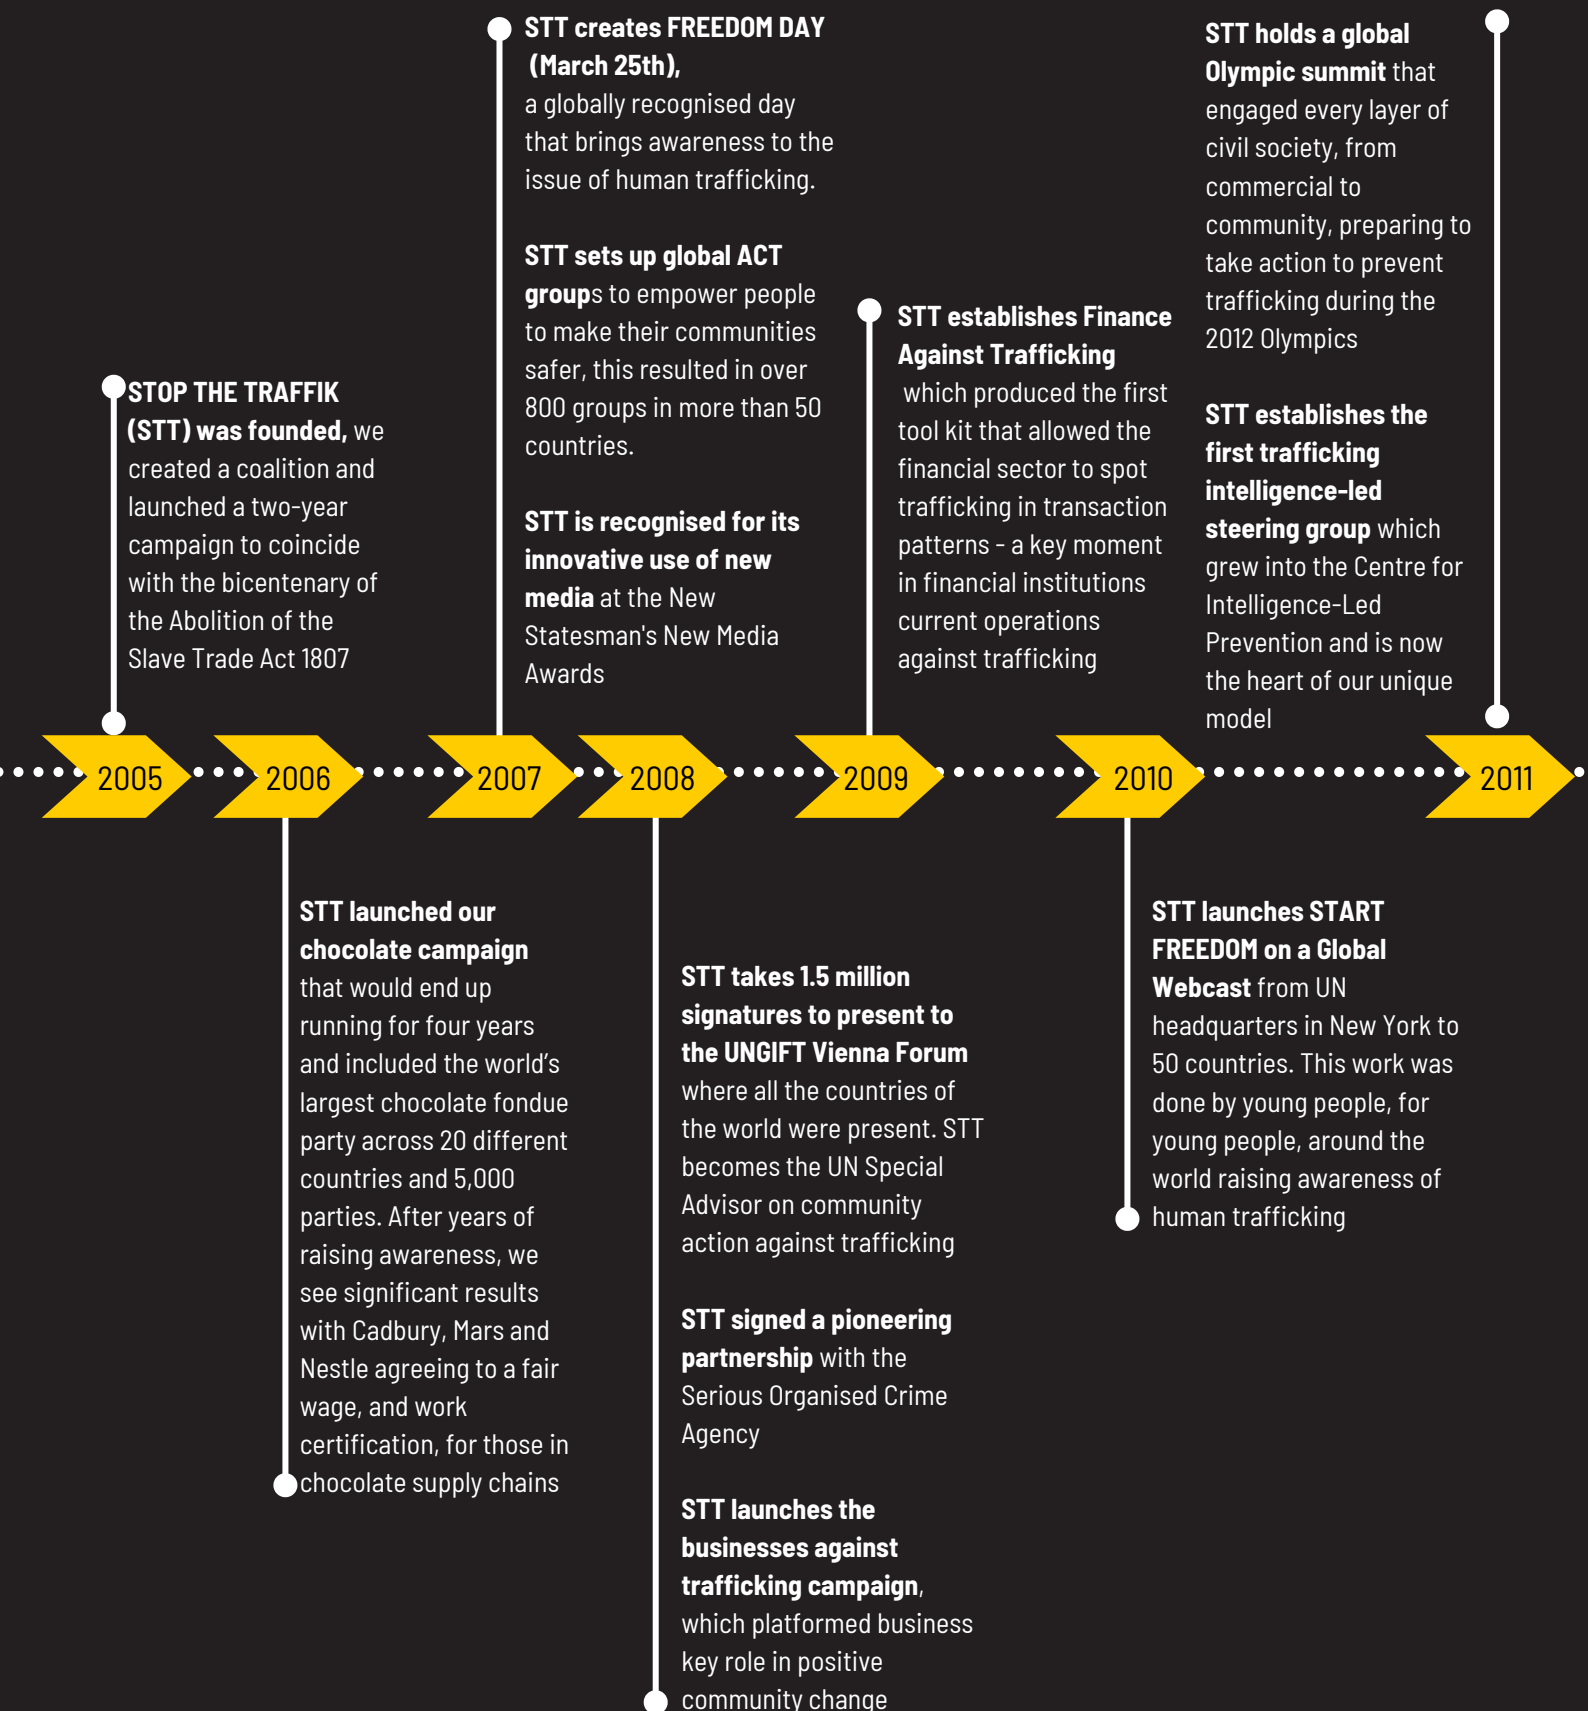 STOP THE TRAFFIK
(STT) was founded, we
created a coalition and
launched a two-year
campaign to coincide
with the bicentenary of
the Abolition of the
Slave Trade Act 1807
STT creates FREEDOM DAY
(March 25th),
a globally recognised day
that brings awareness to the
issue of human trafficking.
STT sets up global ACT
groups to empower people
to make their communities
safer, this resulted in over
800 groups in more than 50
countries.
STT is recognised for its
innovative use of new
media at the New
Statesman's New Media
Awards
STT establishes Finance
Against Trafficking
which produced the first
tool kit that allowed the
financial sector to spot
trafficking in transaction
patterns - a key moment
in financial institutions
current operations
against trafficking
STT holds a global
Olympic summit that
engaged every layer of
civil society, from
commercial to
community, preparing to
take action to prevent
trafficking during the
2012 Olympics
STT establishes the
first trafficking
intelligence-led
steering group which
grew into the Centre for
Intelligence-Led
Prevention and is now
the heart of our unique
model
2005
2006
2007
2008
2009
2010
2011
STT launched our
chocolate campaign
that would end up
running for four years
and included the world’s
largest chocolate fondue
party across 20 different
countries and 5,000
parties. After years of
raising awareness, we
see significant results
with Cadbury, Mars and
Nestle agreeing to a fair
wage, and work
certification, for those in
chocolate supply chains
STT takes 1.5 million
signatures to present to
the UNGIFT Vienna Forum
where all the countries of
the world were present. STT
becomes the UN Special
Advisor on community
action against trafficking
STT signed a pioneering
partnership with the
Serious Organised Crime
Agency
STT launches the
businesses against
trafficking campaign,
which platformed business
key role in positive
community change
STT launches START
FREEDOM on a Global
Webcast from UN
headquarters in New York to
50 countries. This work was
done by young people, for
young people, around the
world raising awareness of
human trafficking